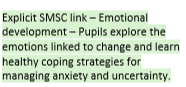 Explicit SMSC link – Emotional
development – Pupils explore the
emotions linked to change and learn
healthy coping strategies for
managing anxiety and uncertainty.